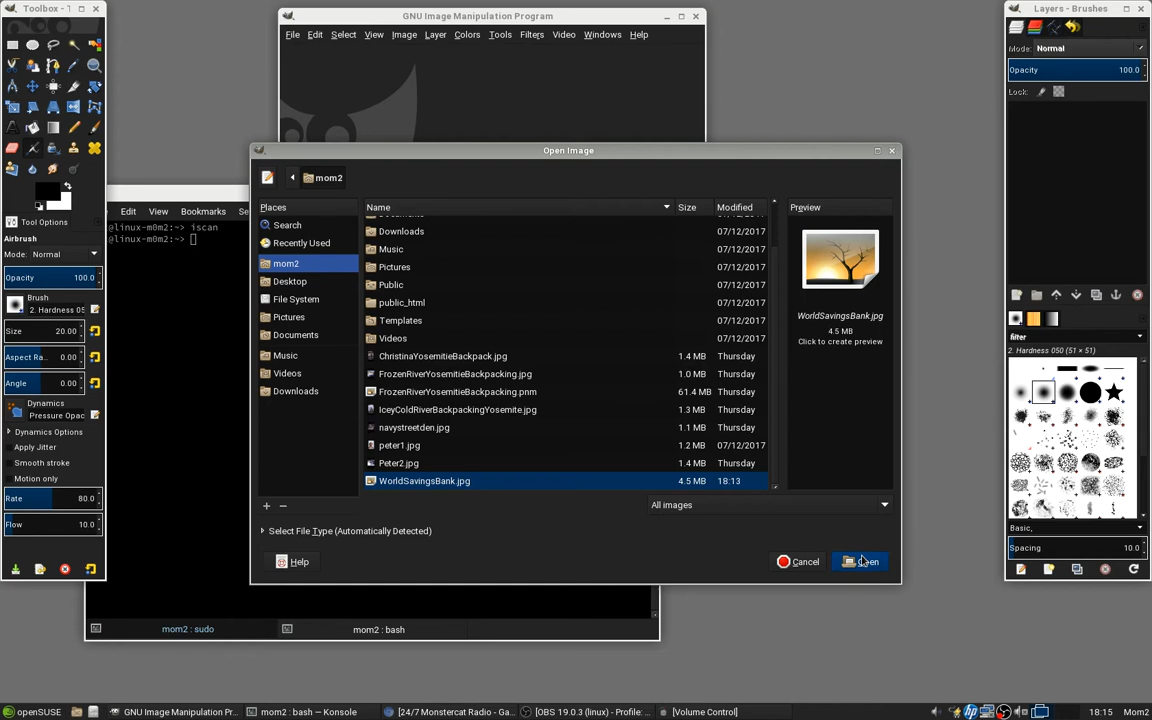 Toolbox - T
GNU Image Manipulation Program
Layers - Brushes
File Edit Select View Image Layer Colors Tools Filters Video Windows Help
Mode: Normal
Opacity 100.0
Lock:
Open Image
mom2
Edit View Bookmarks Se
@linux-m0m2:~> iscan
@linux-m0m2:~>
Tool Options
Airbrush
Mode: Normal
Opacity 100.0
Brush
2. Hardness 05
Size 20.00
Aspect Ra... 0.00
Angle 0.00
Dynamics
Pressure Opac
Dynamics Options
Apply Jitter
Smooth stroke
Motion only
Rate 80.0
Flow 10.0
Places
Search
Recently Used
mom2
Desktop
File System
Pictures
Documents
Music
Videos
Downloads
Name Size Modified
Documents 07/12/2017
Downloads 07/12/2017
Music 07/12/2017
Pictures 07/12/2017
Public 07/12/2017
public_html 07/12/2017
Templates 07/12/2017
Videos 07/12/2017
ChristinaYosemitieBackpack.jpg 1.4 MB Thursday
FrozenRiverYosemitieBackpacking.jpg 1.0 MB Thursday
FrozenRiverYosemitieBackpacking.pnm 61.4 MB Thursday
IceyColdRiverBackpackingYosemite.jpg 1.3 MB Thursday
navystreetden.jpg 1.1 MB Thursday
peter1.jpg 1.2 MB 07/12/2017
Peter2.jpg 1.4 MB Thursday
WorldSavingsBank.jpg 4.5 MB 18:13
Preview
WorldSavingsBank.jpg
4.5 MB
Click to create preview
All images
Select File Type (Automatically Detected)
Help
Cancel
Open
filter
2. Hardness 050 (51 × 51)
Basic,
Spacing 10.0
mom2 : sudo
mom2 : bash
openSUSE
GNU Image Manipulation Pr...
mom2 : bash — Konsole
[24/7 Monstercat Radio - Ga...
[OBS 19.0.3 (linux) - Profile: ...
[Volume Control]
18:15
Mom2